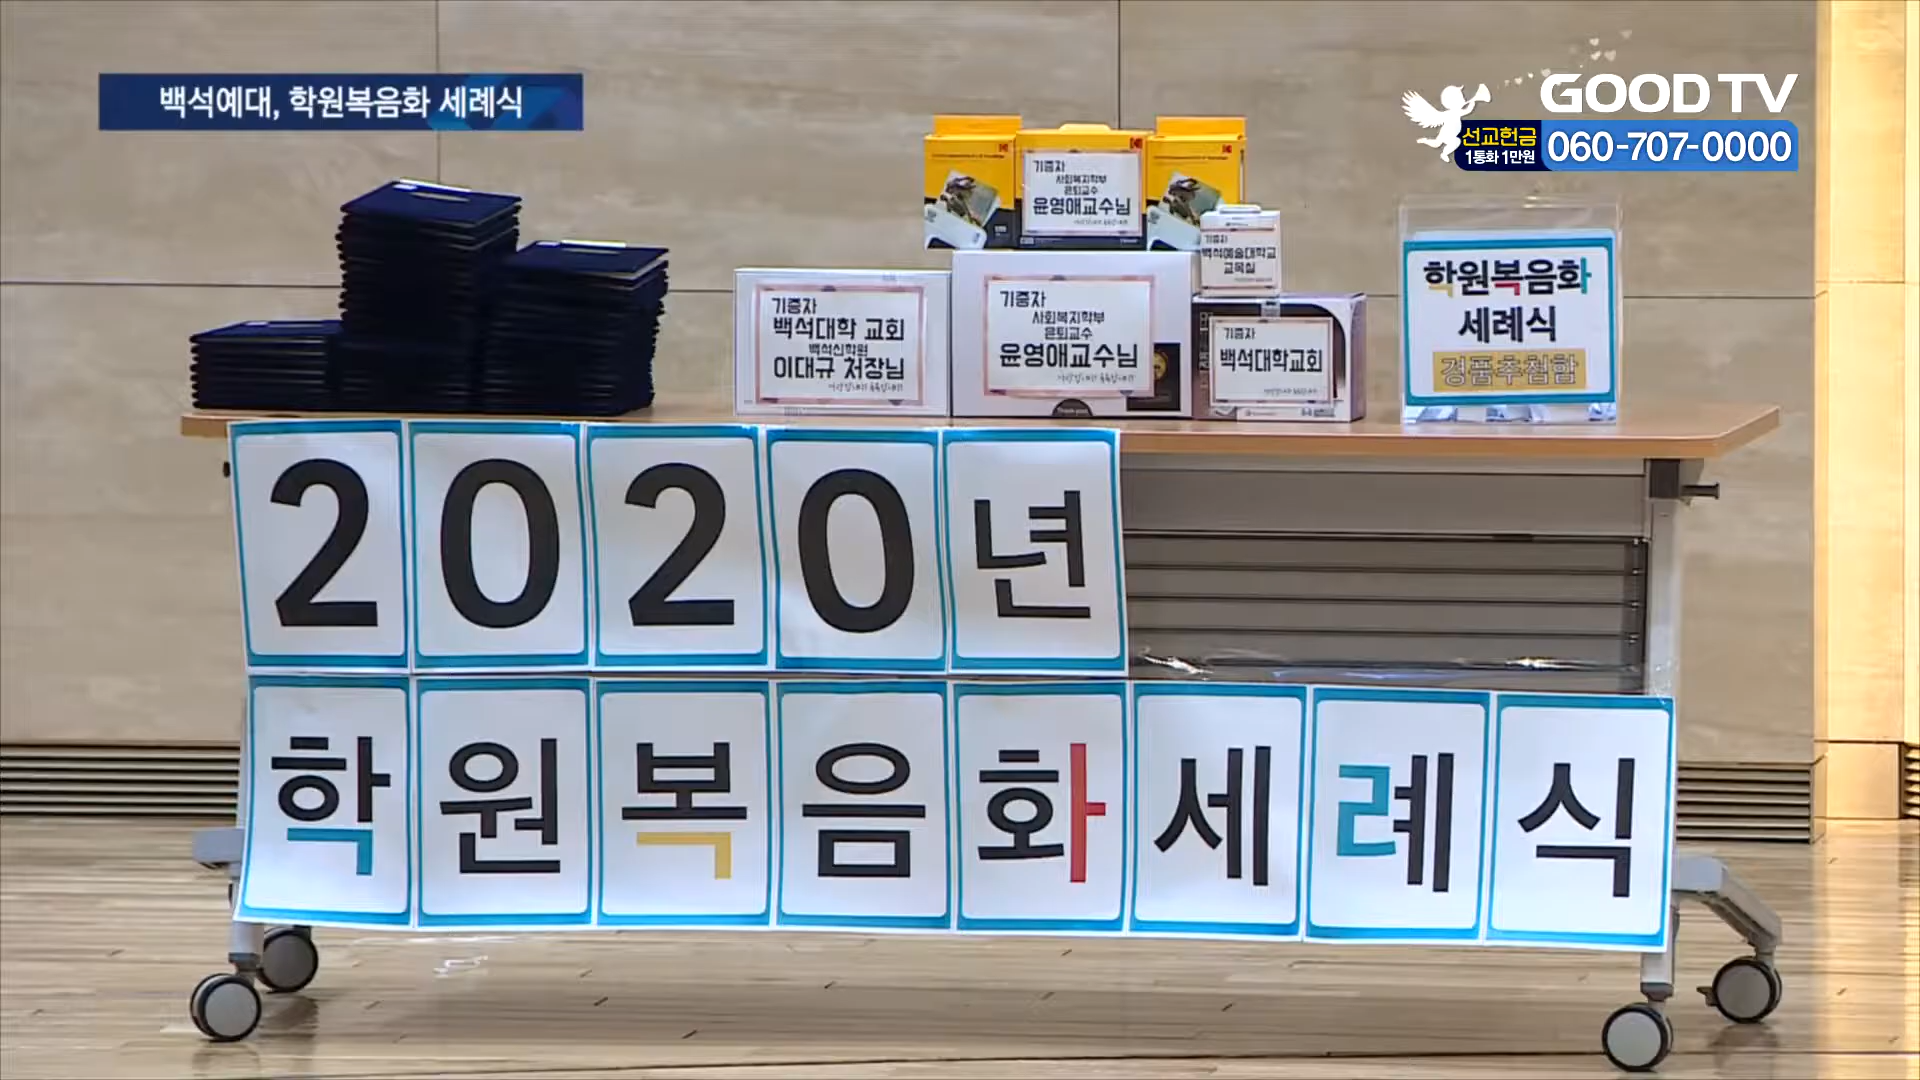 백석예대, 학원복음화 세례식
GOOD TV
선교헌금
1통화 1만원
060-707-0000
기증자
사회복지학부
은퇴교수
윤영애교수님
기증자
백석예술대학교
교목실
기증자
백석대학 교회
백석신학원
이대규 처장님
기증자
사회복지학부
은퇴교수
윤영애교수님
Thank you!
기증자
백석대학교회
학원복음화
세례식
경품추첨함
2020년
학원복음화세례식